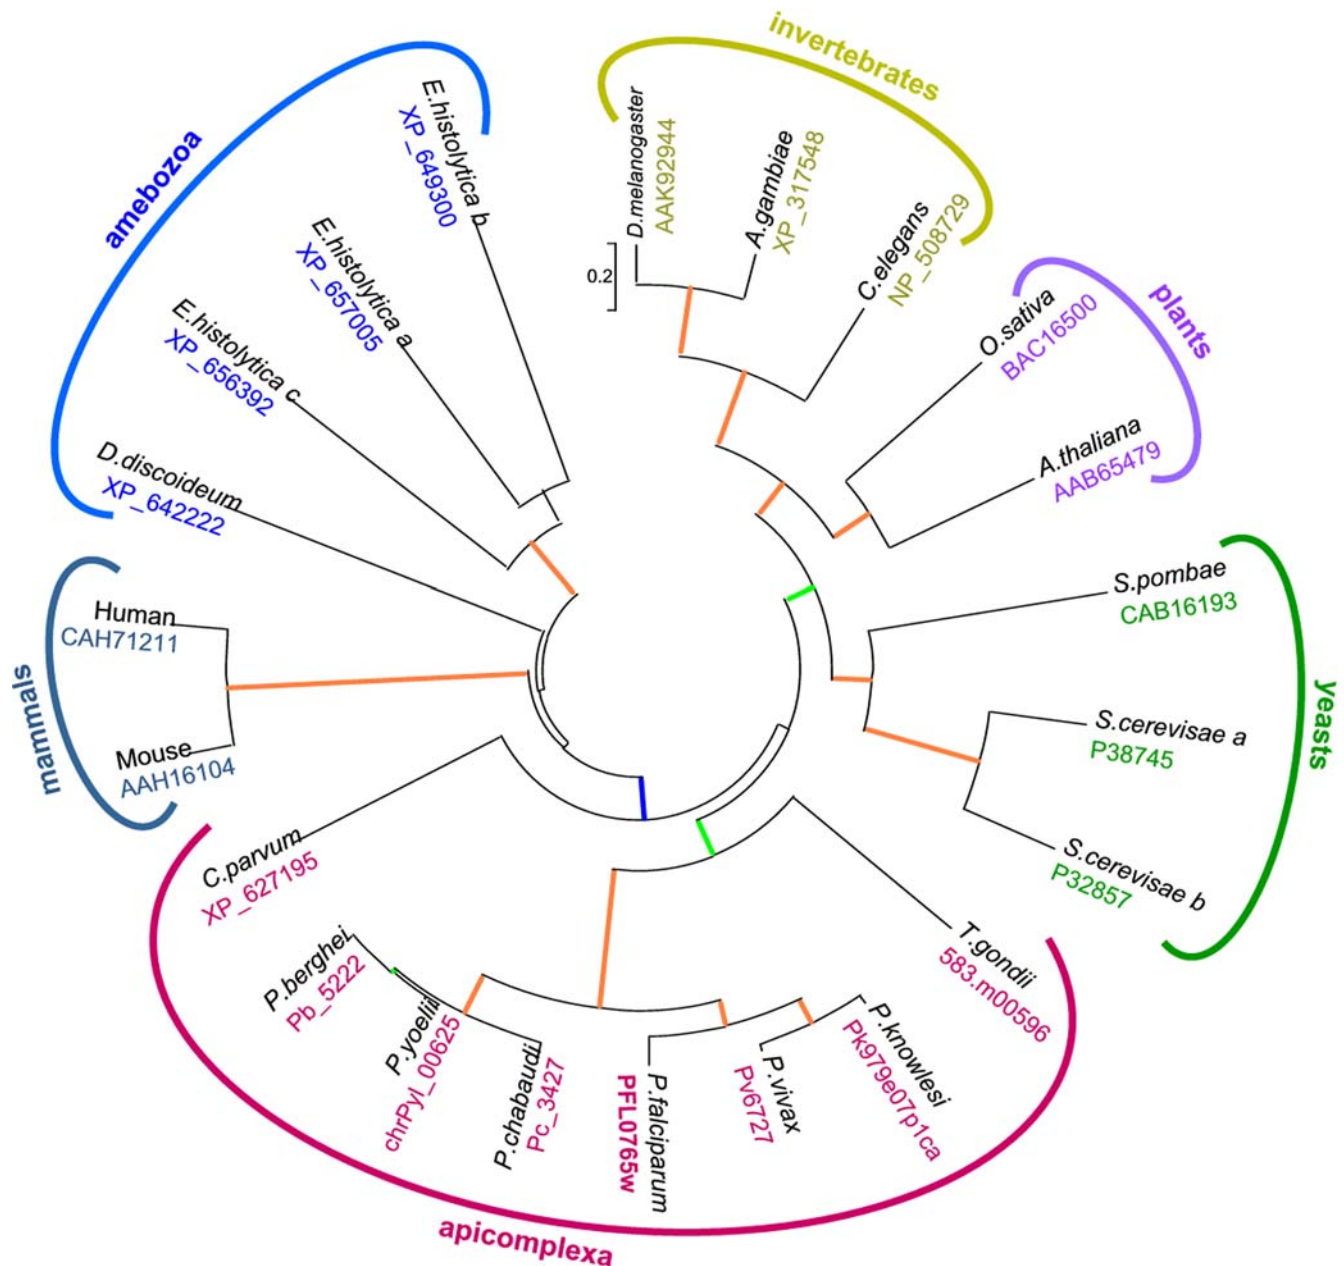 invertebrates
D.melanogaster
AAK92944
A.gambiae
XP_317548
C.elegans
NP_508729
0.2
plants
O.sativa
BAC16500
A.thaliana
AAB65479
yeasts
S.pombae
CAB16193
S.cerevisae a
P38745
S.cerevisae b
P32857
apicomplexa
T.gondii
583.m00596
P.knowlesi
Pk979e07p1ca
P.vivax
Pv6727
P.falciparum
PFL0765w
P.chabaudi
Pc_3427
P.yoelii
chrPyl_00625
P.berghei
Pb_5222
C.parvum
XP_627195
mammals
Mouse
AAH16104
Human
CAH71211
amebozoa
D.discoideum
XP_642222
E.histolytica c
XP_656392
E.histolytica a
XP_657005
E.histolytica b
XP_649300